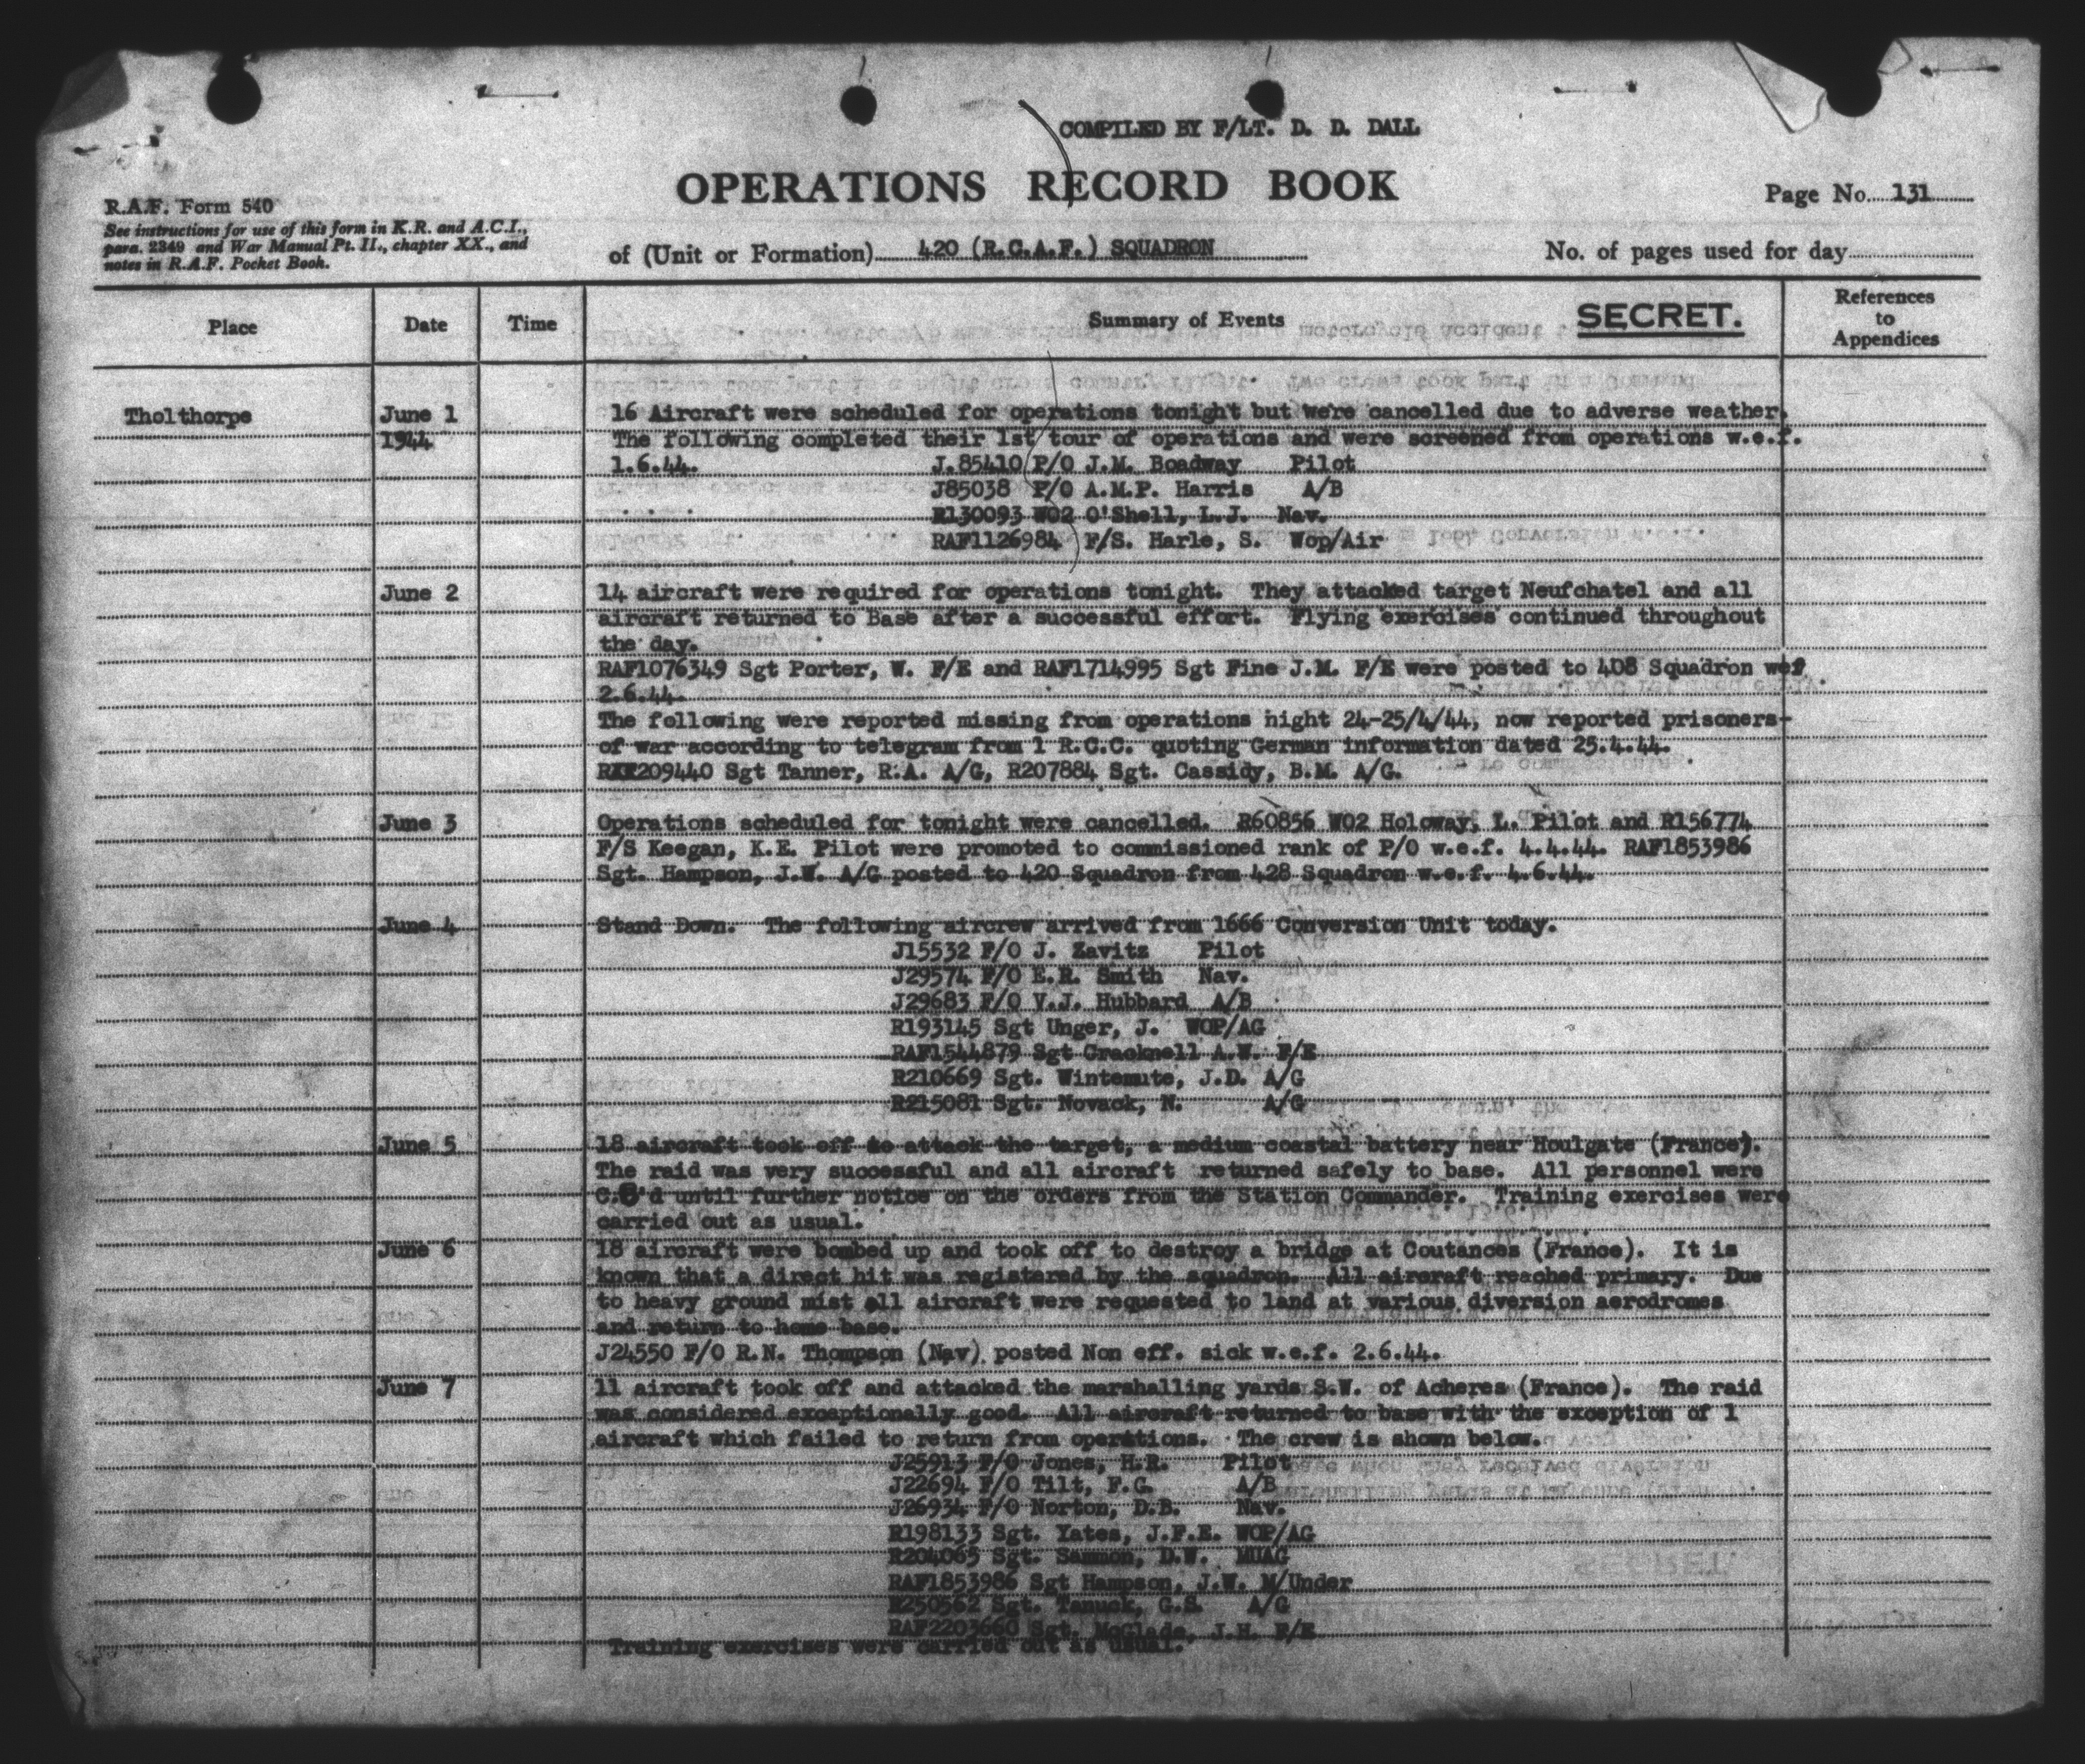 COMPILED BY F/LT. D. D. DALL
OPERATIONS RECORD BOOK
Page No. 131
R.A.F. Form 540
See instructions for use of this form in K.R. and A.C.I.,
para. 2349 and War Manual Pt. II., chapter XX., and
notes in R.A.F. Pocket Book.
of (Unit or Formation) 420 (R.C.A.F.) SQUADRON
No. of pages used for day
Place Date Time Summary of Events SECRET. References to Appendices
Tholthorpe June 1 16 Aircraft were scheduled for operations tonight but were cancelled due to adverse weather.
1944 The following completed their 1st tour of operations and were screened from operations w.e.f.
1.6.44. J.85410 P/O J.M. Boadway Pilot
J85038 P/O A.M.P. Harris A/B
R130093 WO2 O'Shell, L.J. Nav.
RAF1126984 F/S. Harle, S. Wop/Air
June 2 14 aircraft were required for operations tonight. They attacked target Neufchatel and all
aircraft returned to Base after a successful effort. Flying exercises continued throughout
the day.
RAF1076349 Sgt Porter, W. F/E and RAF1714995 Sgt Fine J.M. F/E were posted to 408 Squadron wef
2.6.44.
The following were reported missing from operations night 24-25/4/44, now reported prisoners-
of war according to telegram from 1 R.C.C. quoting German information dated 25.4.44.
R209440 Sgt Tanner, R.A. A/G, R207884 Sgt. Cassidy, B.M. A/G.
June 3 Operations scheduled for tonight were cancelled. R60856 WO2 Holoway, L. Pilot and R156774
F/S Keegan, K.E. Pilot were promoted to commissioned rank of P/O w.e.f. 4.4.44. RAF1853986
Sgt. Hampson, J.W. A/G posted to 420 Squadron from 428 Squadron w.e.f. 4.6.44.
June 4 Stand Down. The following aircrew arrived from 1666 Conversion Unit today.
J15532 F/O J. Zavitz Pilot
J29574 F/O E.R. Smith Nav.
J29683 F/O V.J. Hubbard A/B
R193145 Sgt Unger, J. WOP/AG
RAF1544879 Sgt Cracknell A.W. F/E
R210669 Sgt. Wintemute, J.D. A/G
R215081 Sgt. Novack, N. A/G
June 5 18 aircraft took off to attack the target, a medium coastal battery near Houlgate (France).
The raid was very successful and all aircraft returned safely to base. All personnel were
C.B'd until further notice on the orders from the Station Commander. Training exercises were
carried out as usual.
June 6 18 aircraft were bombed up and took off to destroy a bridge at Coutances (France). It is
known that a direct hit was registered by the squadron. All aircraft reached primary. Due
to heavy ground mist all aircraft were requested to land at various diversion aerodromes
and return to home base.
J24550 F/O R.N. Thompson (Nav) posted Non eff. sick w.e.f. 2.6.44.
June 7 11 aircraft took off and attacked the marshalling yards S.W. of Acheres (France). The raid
was considered exceptionally good. All aircraft returned to base with the exception of 1
aircraft which failed to return from operations. The crew is shown below.
J25913 F/O Jones, H.R. Pilot
J22694 F/O Tilt, F.G. A/B
J26934 F/O Norton, D.B. Nav.
R198133 Sgt. Yates, J.F.E. WOP/AG
R204065 Sgt. Sammon, D.W. MUAG
RAF1853986 Sgt Hampson, J.W. M/Under
R250562 Sgt. Tanuck, G.S. A/G
RAF2203660 Sgt. McGlade, J.H. F/E
Training exercises were carried out as usual.